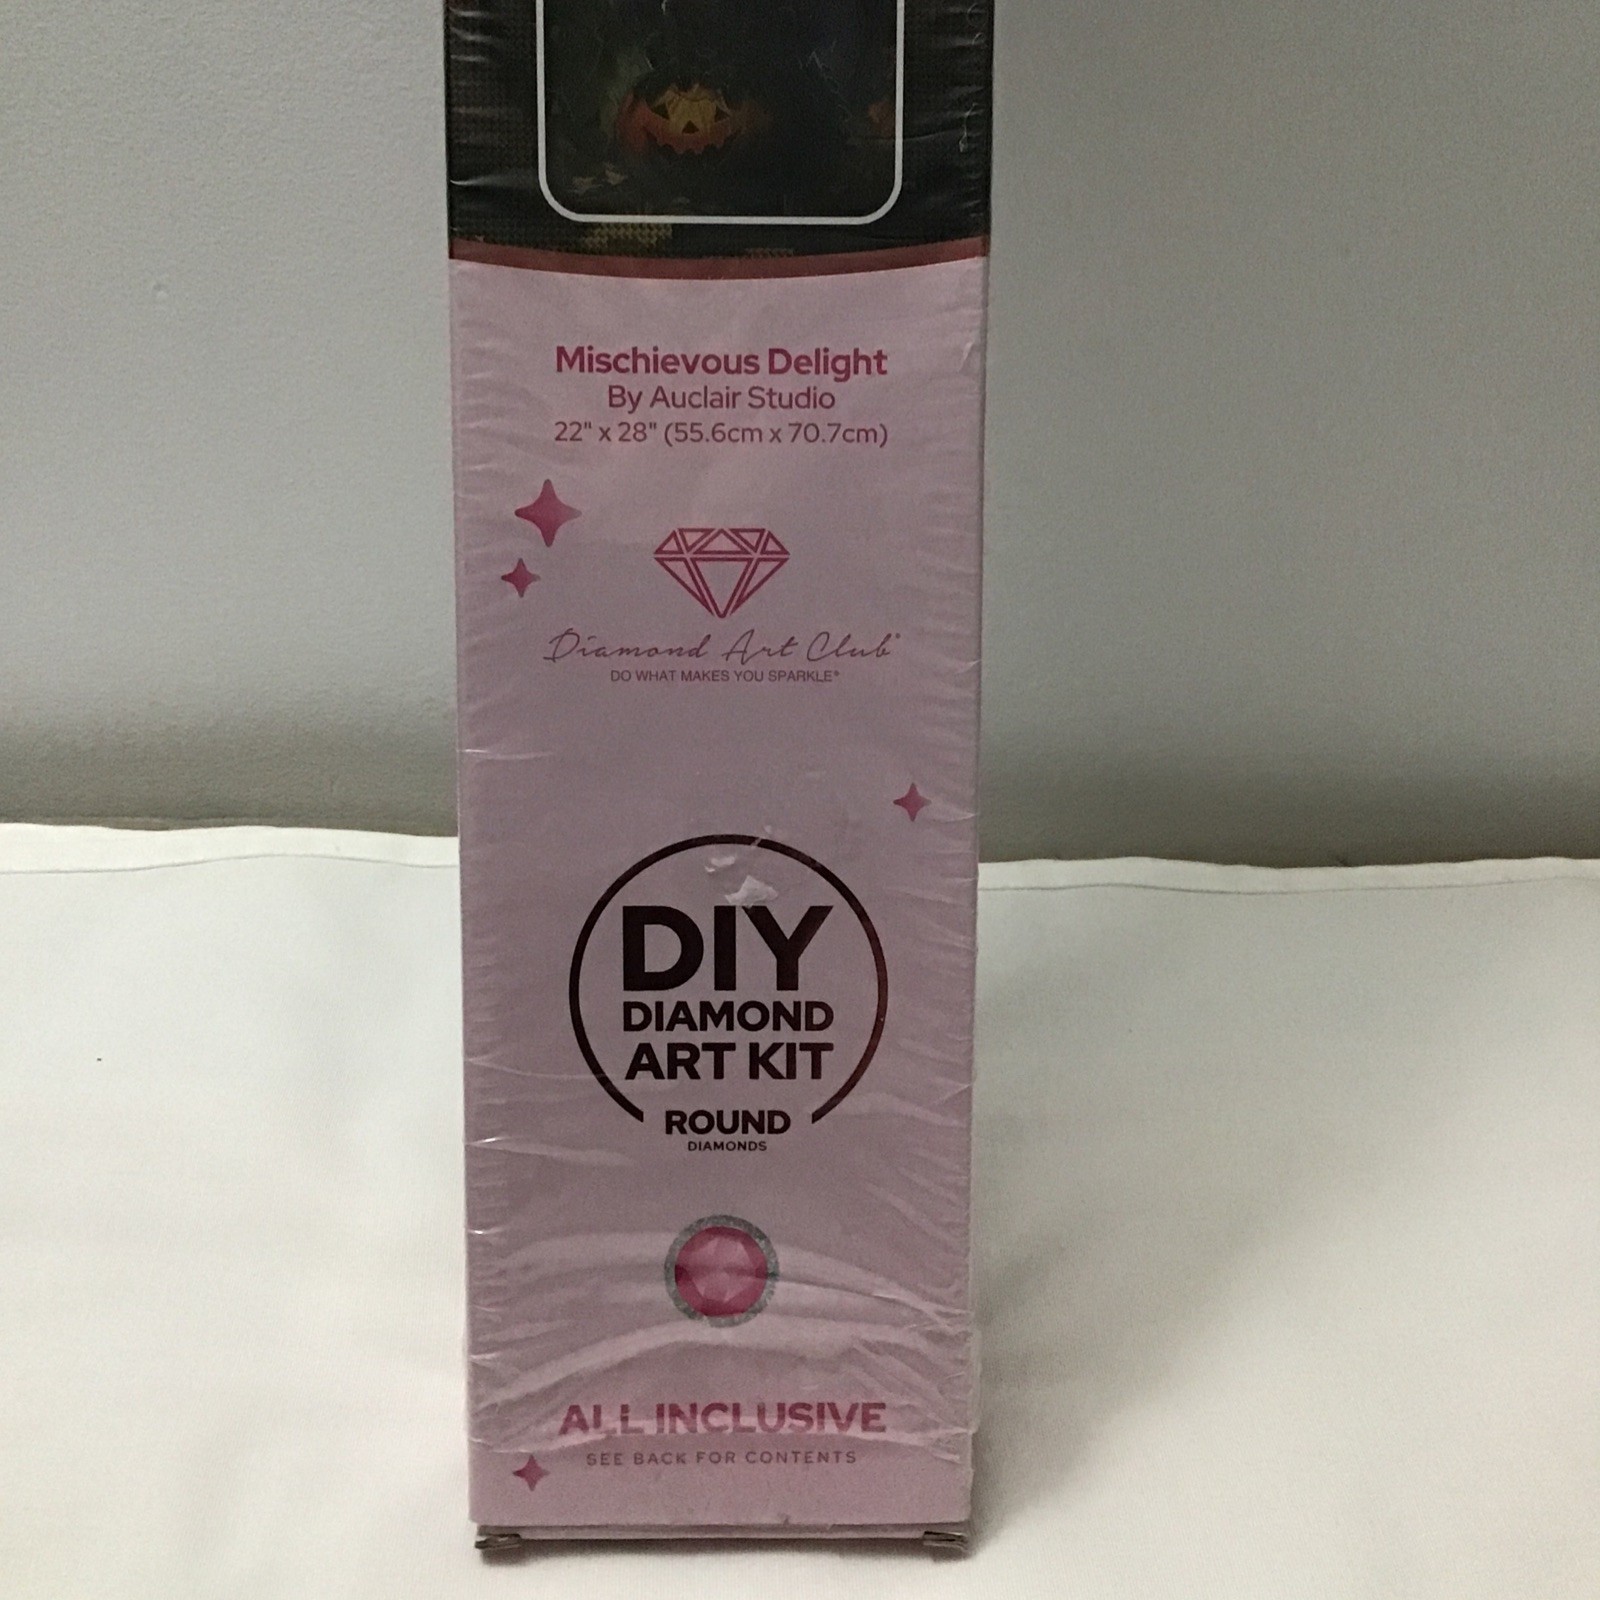 Mischievous Delight
By Auclair Studio
22" x 28" (55.6cm x 70.7cm)
Diamond Art Club®
DO WHAT MAKES YOU SPARKLE®
DIY
DIAMOND
ART KIT
ROUND
DIAMONDS
ALL INCLUSIVE
SEE BACK FOR CONTENTS